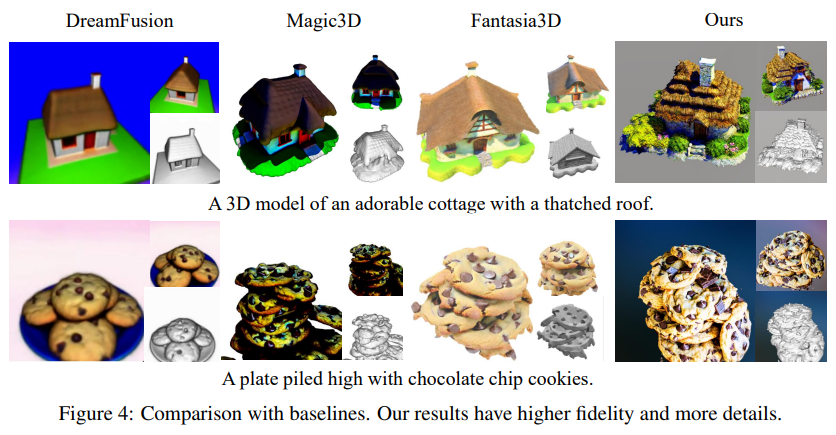 DreamFusion Magic3D Fantasia3D Ours
A 3D model of an adorable cottage with a thatched roof.
A plate piled high with chocolate chip cookies.
Figure 4: Comparison with baselines. Our results have higher fidelity and more details.